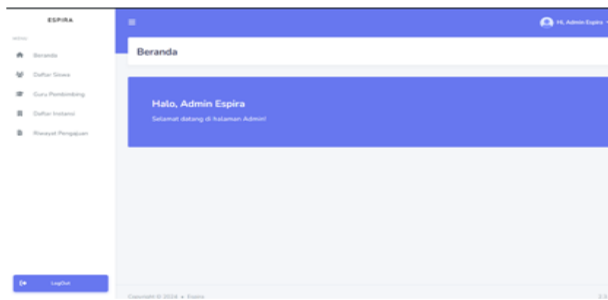 ESPIRA
Hi, Admin Espira
MENU
Beranda
Beranda
Daftar Siswa
Guru Pembimbing
Daftar Instansi
Riwayat Pengajuan
Halo, Admin Espira
Selamat datang di halaman Admin!
LogOut
Copyright © 2024 • Espira